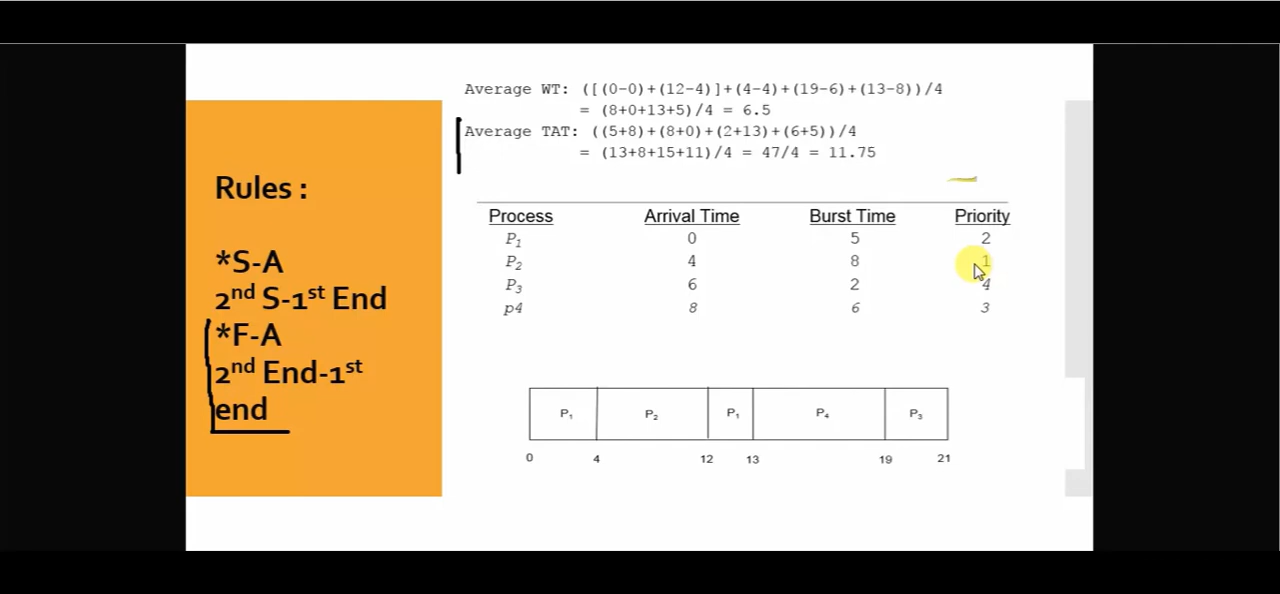 Average WT: ([(0-0)+(12-4)]+(4-4)+(19-6)+(13-8))/4
= (8+0+13+5)/4 = 6.5
Average TAT: ((5+8)+(8+0)+(2+13)+(6+5))/4
= (13+8+15+11)/4 = 47/4 = 11.75
Rules :
*S-A
2nd S-1st End
*F-A
2nd End-1st
end
Process Arrival Time Burst Time Priority
P1 0 5 2
P2 4 8 1
P3 6 2 4
p4 8 6 3
P1 P2 P1 P4 P3
0 4 12 13 19 21